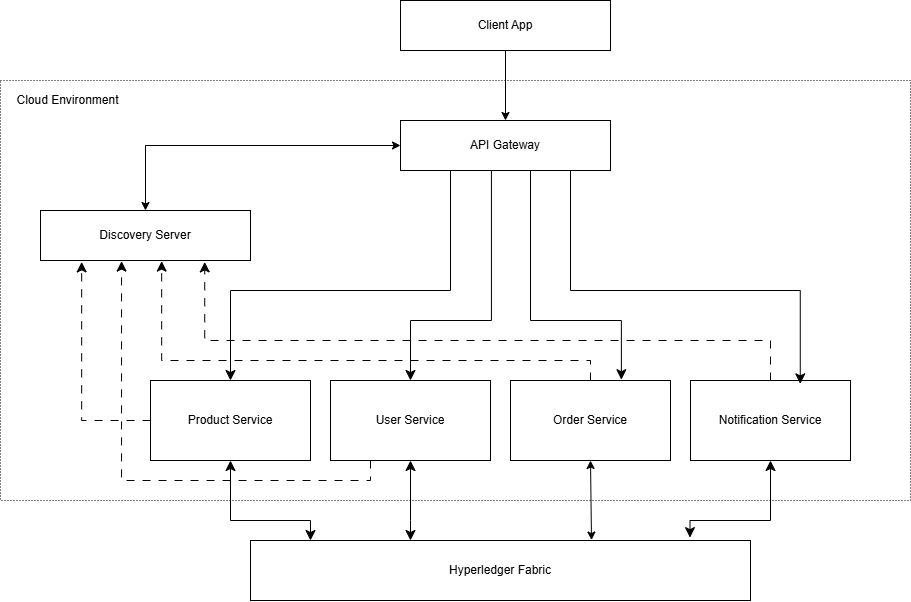 Client App
Cloud Environment
API Gateway
Discovery Server
Product Service
User Service
Order Service
Notification Service
Hyperledger Fabric